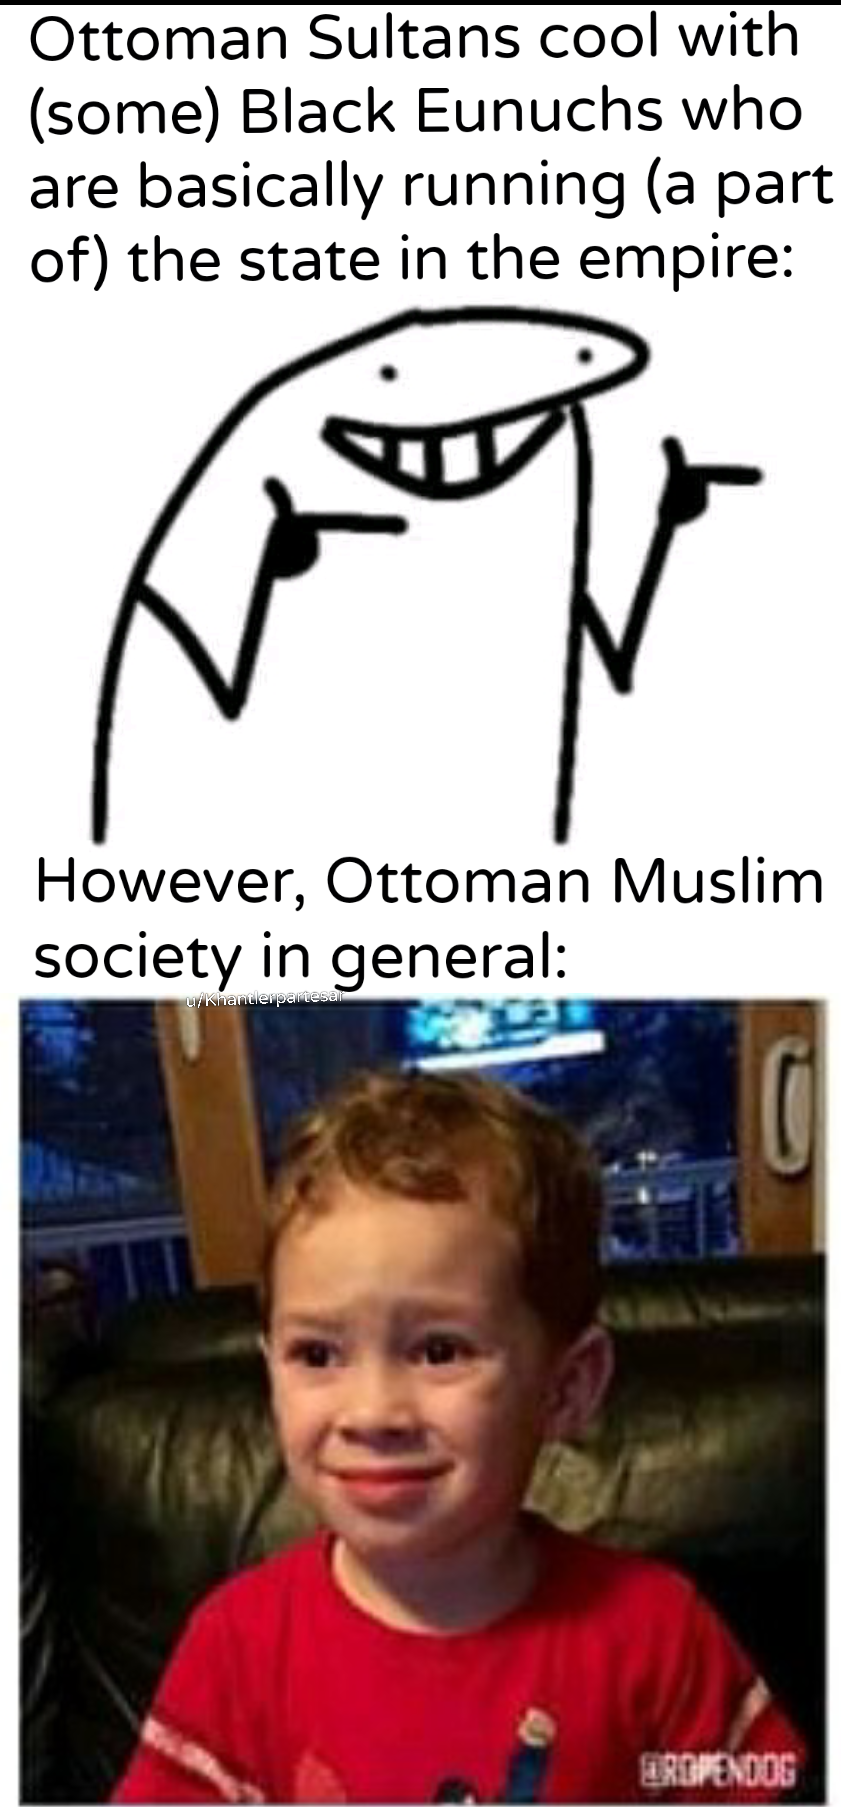 Ottoman Sultans cool with
(some) Black Eunuchs who
are basically running (a part
of) the state in the empire:
However, Ottoman Muslim
society in general:
u/Khantlerpartesar
@ROPENDOG